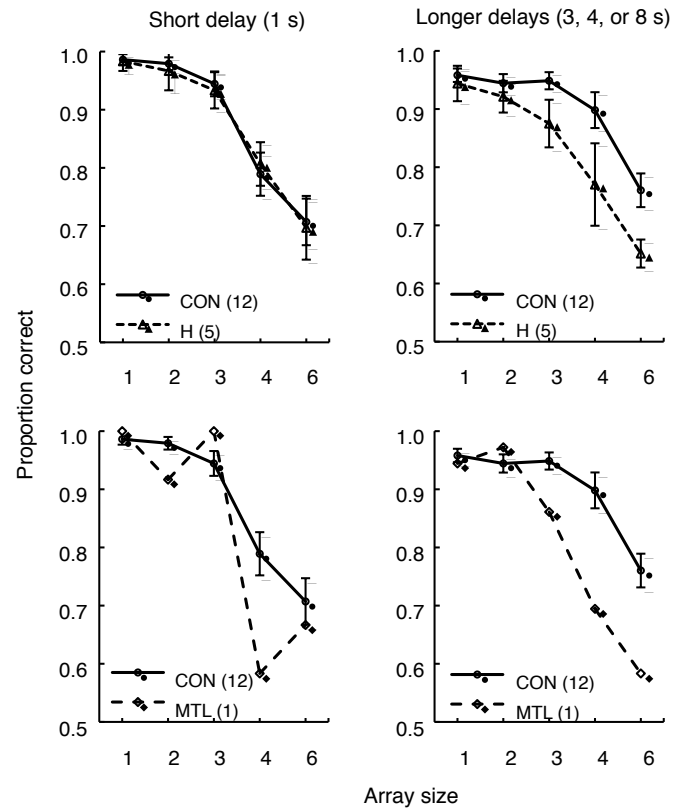 Short delay (1 s)
Longer delays (3, 4, or 8 s)
Proportion correct
1.0
0.9
0.8
0.7
0.6
0.5
CON (12)
H (5)
1 2 3 4 6
1.0
0.9
0.8
0.7
0.6
0.5
CON (12)
H (5)
1 2 3 4 6
1.0
0.9
0.8
0.7
0.6
0.5
CON (12)
MTL (1)
1 2 3 4 6
1.0
0.9
0.8
0.7
0.6
0.5
CON (12)
MTL (1)
1 2 3 4 6
Array size